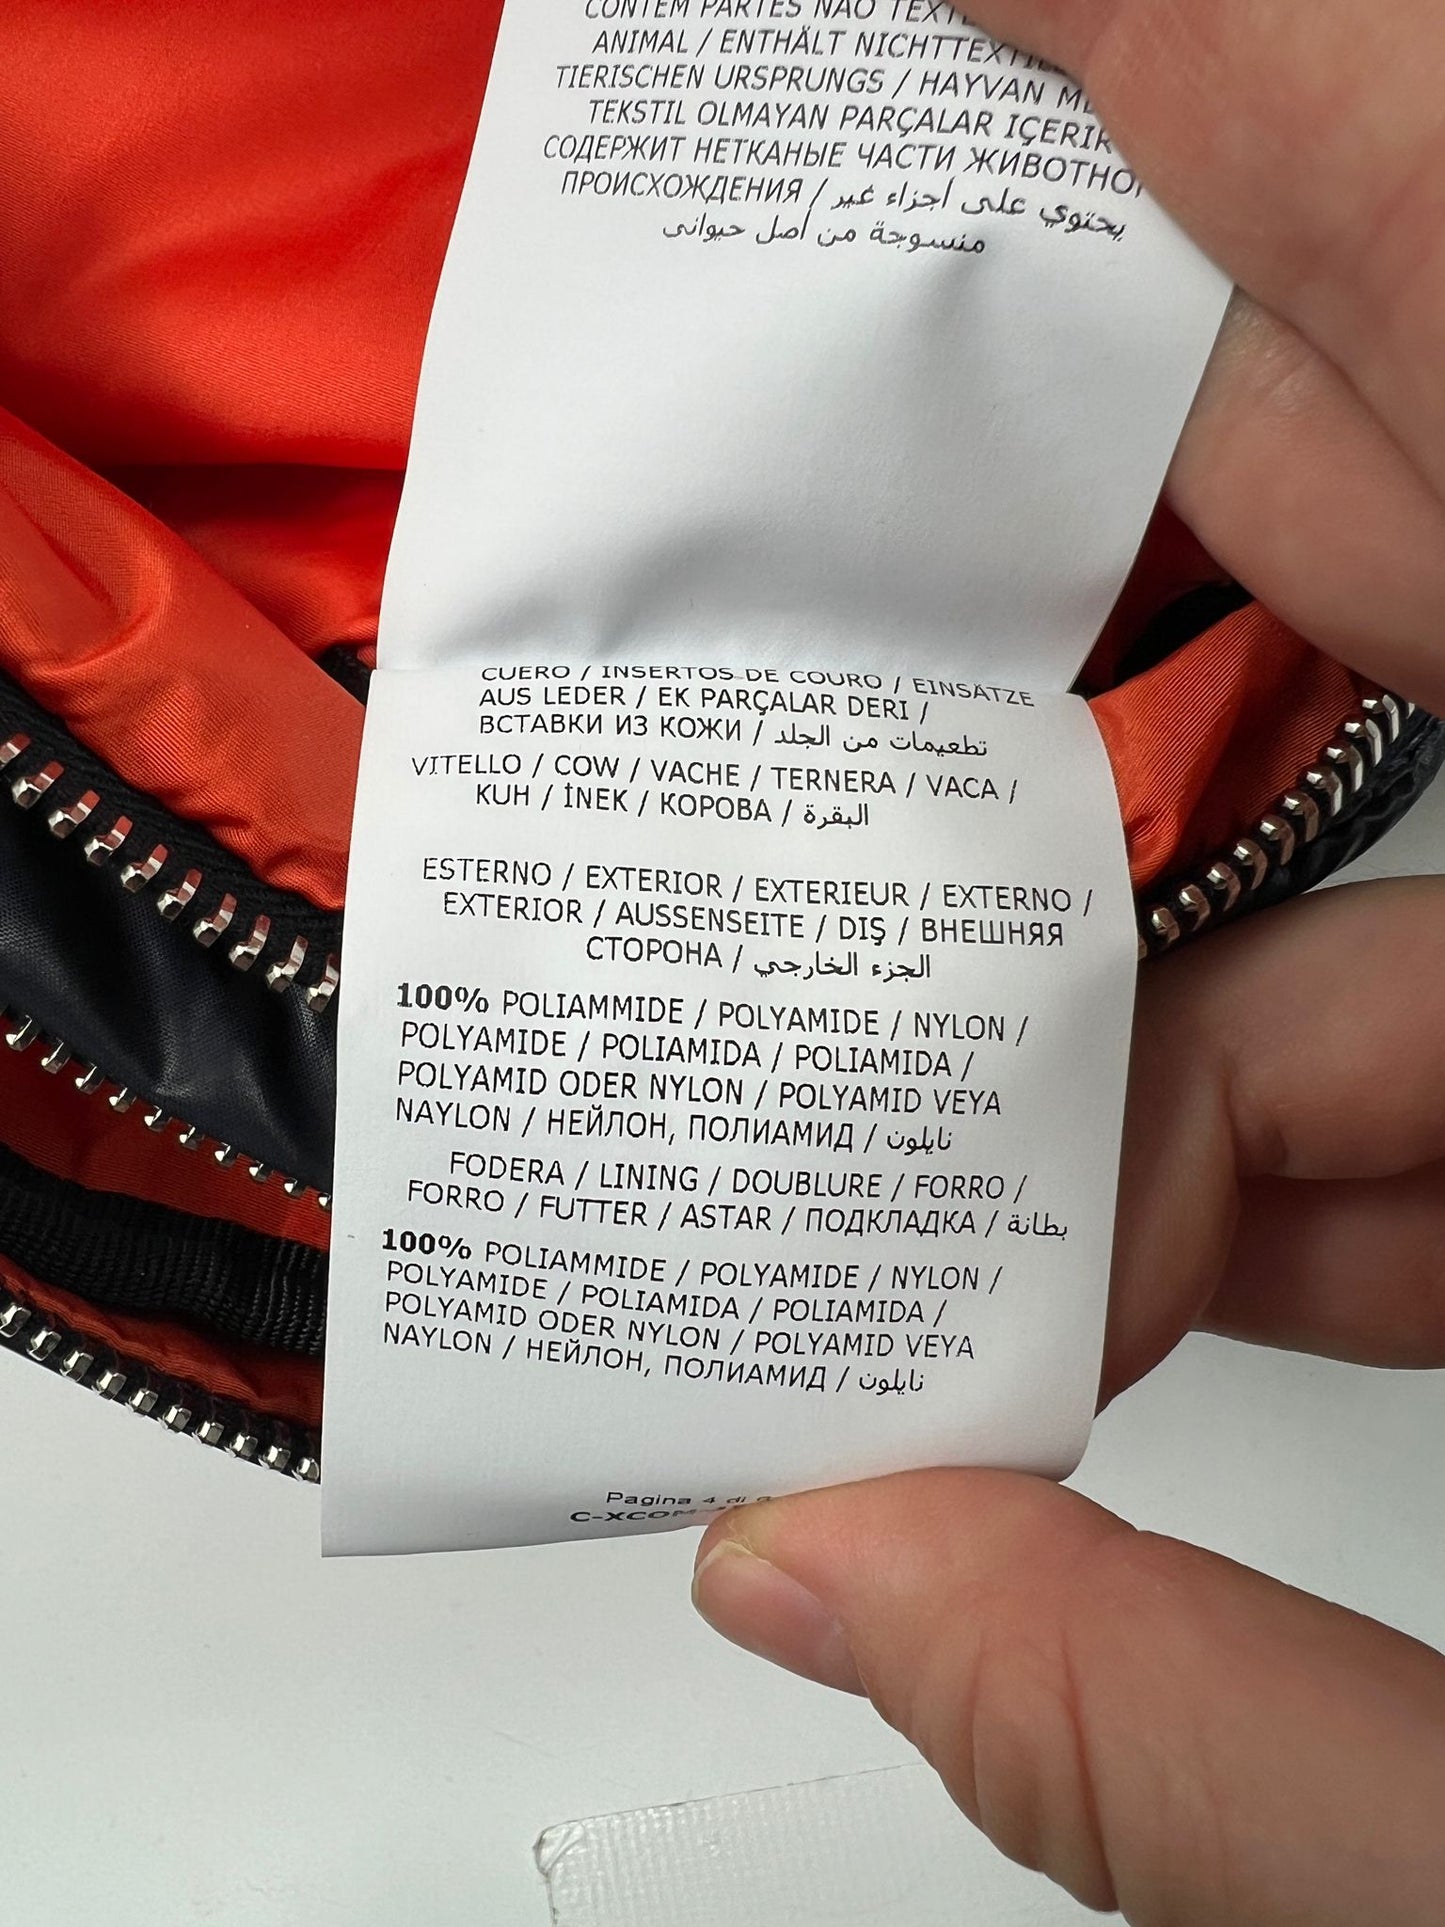 CONTÉM PARTES NÃO
ANIMAL / ENTHÄLT
TIERISCHEN URSPRUNGS / HAYVAN
TEKSTIL OLMAYAN PARÇALAR IÇERIR
СОДЕРЖИТ НЕТКАНЫЕ ЧАСТИ
ПРОИСХОЖДЕНИЯ / يحتوي على أجزاء غير
منسوجة من أصل حيواني
CUERO / INSERTOS DE COURO / EINSÄTZE
AUS LEDER / EK PARÇALAR DERI /
ВСТАВКИ ИЗ КОЖИ / تطعيمات من الجلد
VITELLO / COW / VACHE / TERNERA / VACA /
KUH / İNEK / КОРОВА / البقرة
ESTERNO / EXTERIOR / EXTERIEUR / EXTERNO /
EXTERIOR / AUSSENSEITE / DIŞ / ВНЕШНЯЯ
СТОРОНА / الجزء الخارجي
100% POLIAMMIDE / POLYAMIDE / NYLON /
POLYAMIDE / POLIAMIDA / POLIAMIDA /
POLYAMID ODER NYLON / POLYAMID VEYA
NAYLON / НЕЙЛОН, ПОЛИАМИД / نايلون
FODERA / LINING / DOUBLURE / FORRO /
FORRO / FUTTER / ASTAR / ПОДКЛАДКА / بطانة
100% POLIAMMIDE / POLYAMIDE / NYLON /
POLYAMIDE / POLIAMIDA / POLIAMIDA /
POLYAMID ODER NYLON / POLYAMID VEYA
NAYLON / НЕЙЛОН, ПОЛИАМИД / نايلون
Pagina 4 di